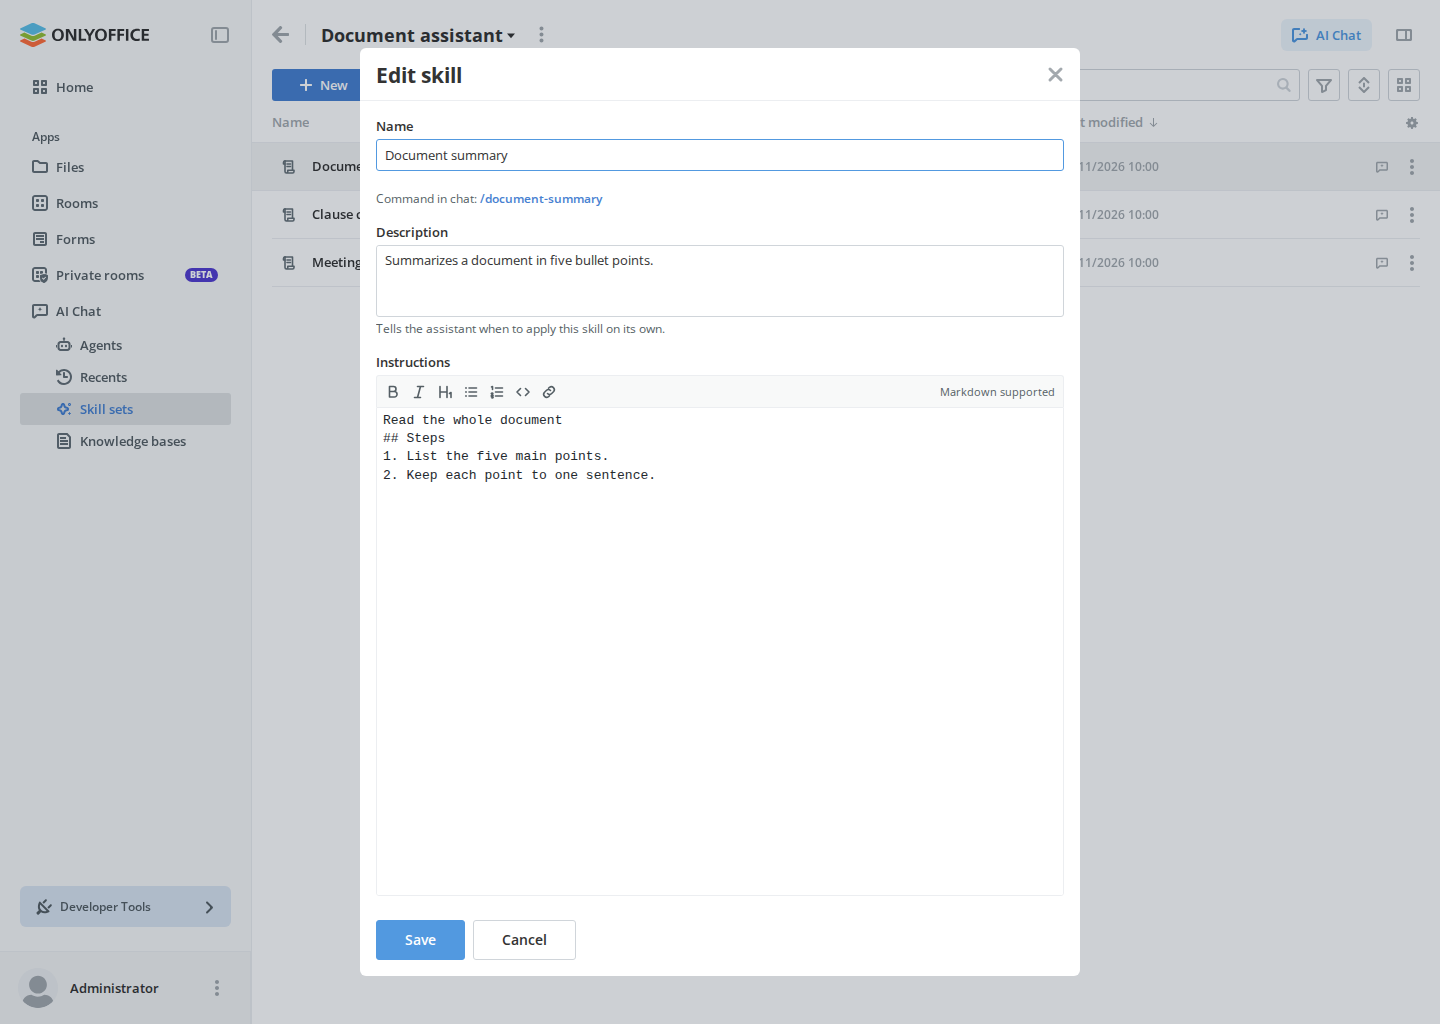 ONLYOFFICE
Document assistant
AI Chat
Home
New
Apps
Name
t modified
Files
Docume
11/2026 10:00
Rooms
Clause
11/2026 10:00
Forms
Meeting
11/2026 10:00
Private rooms
BETA
AI Chat
Agents
Recents
Skill sets
Knowledge bases
Developer Tools
Administrator
Edit skill
Name
Document summary
Command in chat: /document-summary
Description
Summarizes a document in five bullet points.
Tells the assistant when to apply this skill on its own.
Instructions
Markdown supported
Read the whole document
## Steps
1. List the five main points.
2. Keep each point to one sentence.
Save
Cancel